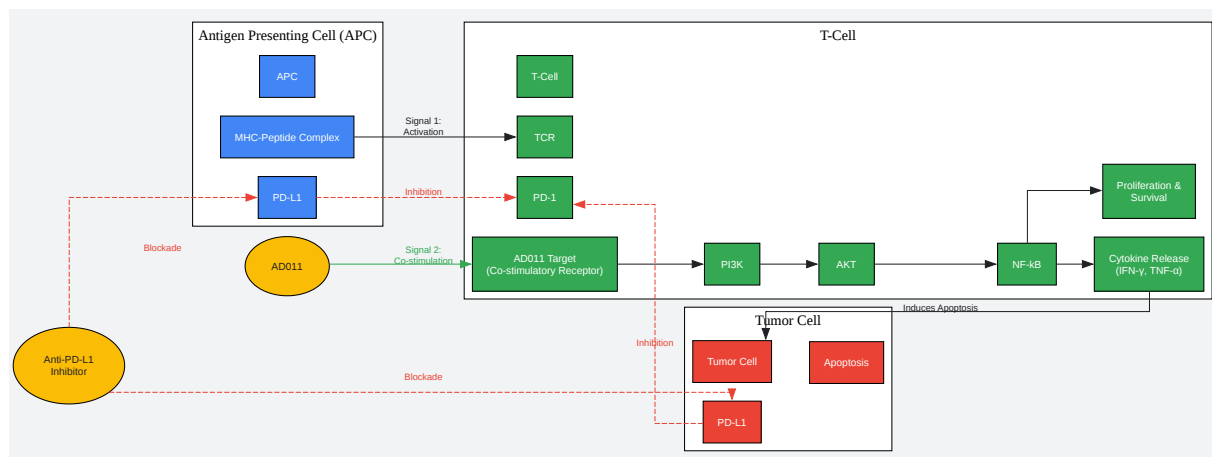 Antigen Presenting Cell (APC)
T-Cell
APC
T-Cell
MHC-Peptide Complex
Signal 1:
Activation
TCR
PD-L1
Inhibition
PD-1
Proliferation &
Survival
Blockade
AD011
Signal 2:
Co-stimulation
AD011 Target
(Co-stimulatory Receptor)
PI3K
AKT
NF-kB
Cytokine Release
(IFN-γ, TNF-α)
Induces Apoptosis
Tumor Cell
Inhibition
Tumor Cell
Apoptosis
Anti-PD-L1
Inhibitor
Blockade
PD-L1